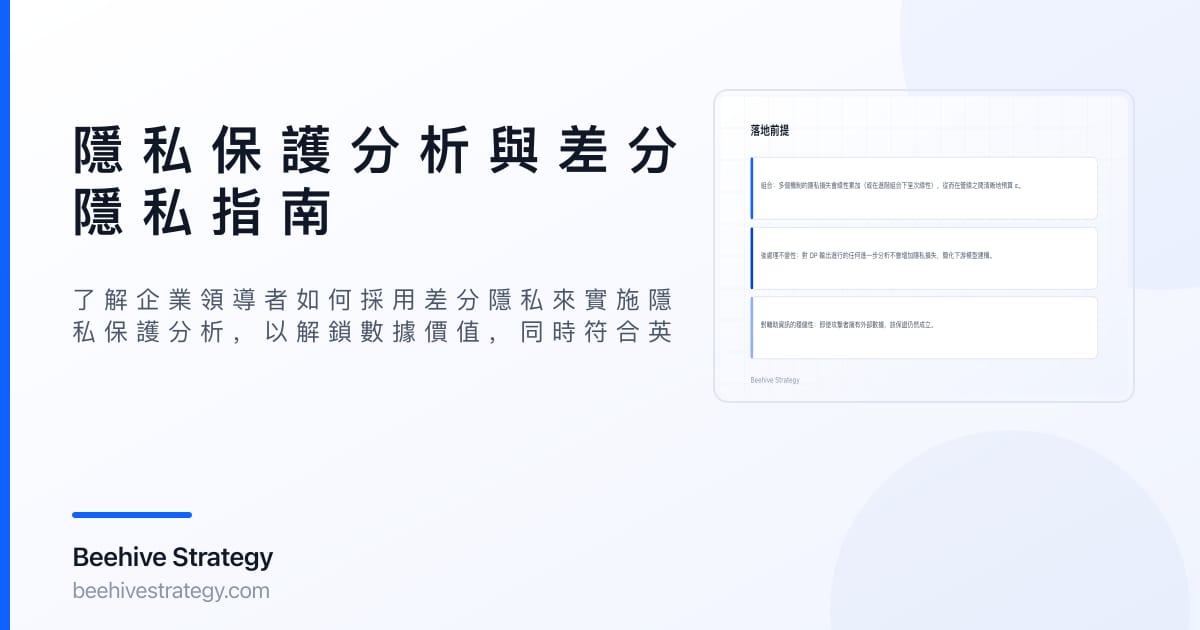 隱私保護分析與差分
隱私指南
了解企業領導者如何採用差分隱私來實施隱
私保護分析，以解鎖數據價值，同時符合英
落地前提
組合：多個機制的隱私損失會線性累加（或在進階組合下呈次線性），從而在管線之間清晰地預算 ε。
後處理不變性：對 DP 輸出進行的任何進一步分析不會增加隱私損失，簡化下游模型建構。
對輔助資訊的穩健性：即使攻擊者擁有外部數據，該保證仍然成立。
Beehive Strategy
Beehive Strategy
beehivestrategy.com